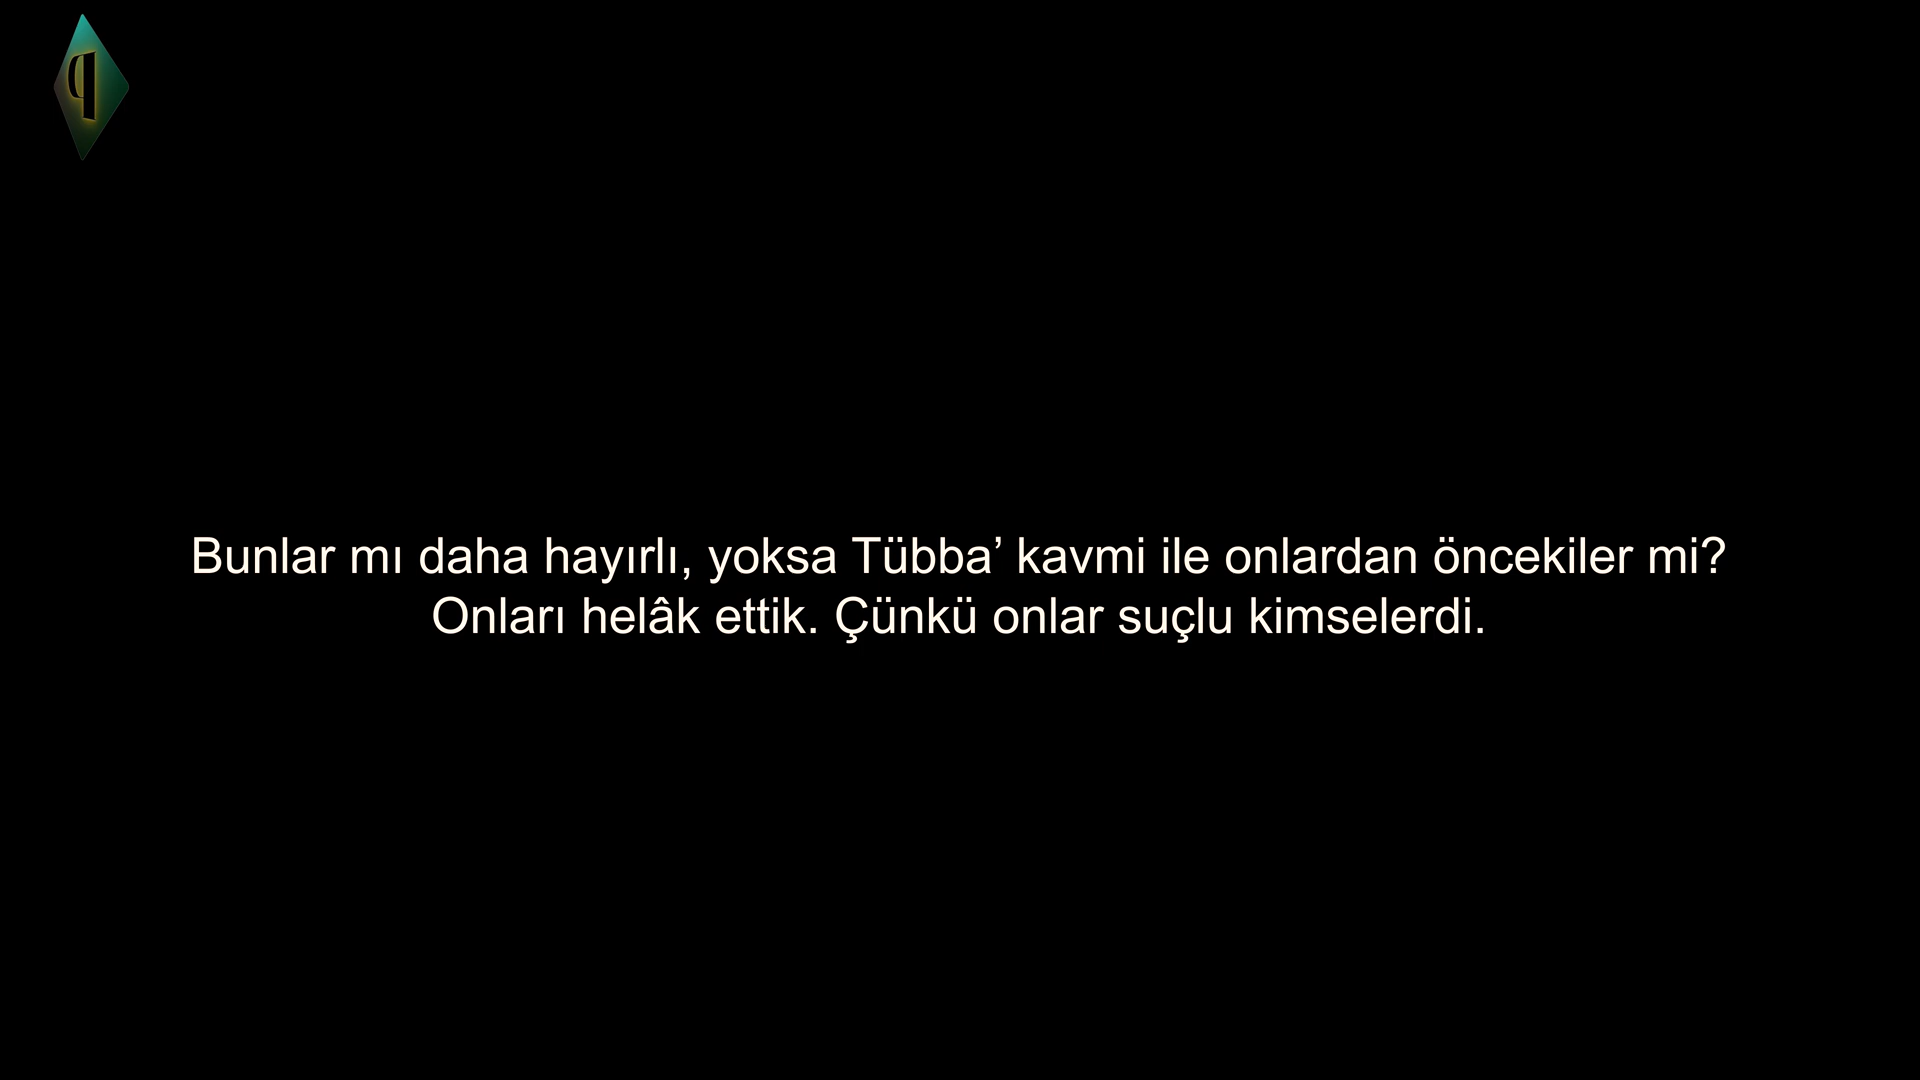 Bunlar mı daha hayırlı, yoksa Tübba’ kavmi ile onlardan öncekiler mi?
Onları helâk ettik. Çünkü onlar suçlu kimselerdi.